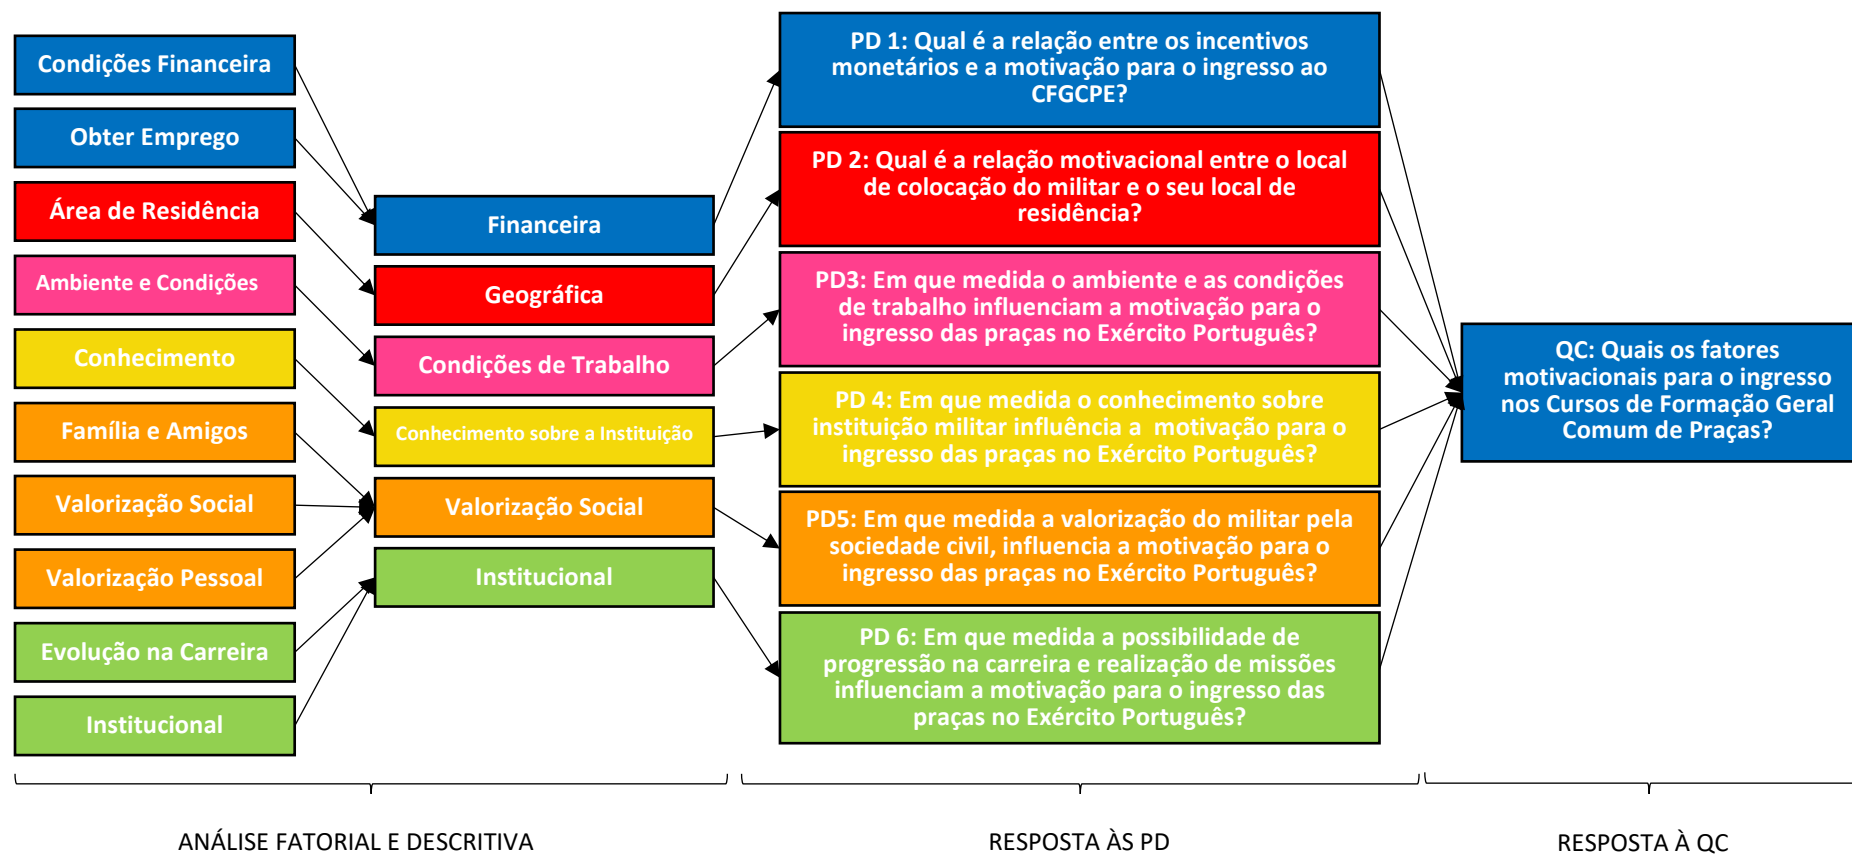 Condições Financeira
Obter Emprego
Área de Residência
Ambiente e Condições
Conhecimento
Família e Amigos
Valorização Social
Valorização Pessoal
Evolução na Carreira
Institucional
Financeira
Geográfica
Condições de Trabalho
Conhecimento sobre a Instituição
Valorização Social
Institucional
PD 1: Qual é a relação entre os incentivos
monetários e a motivação para o ingresso ao
CFGCPE?
PD 2: Qual é a relação motivacional entre o local
de colocação do militar e o seu local de
residência?
PD3: Em que medida o ambiente e as condições
de trabalho influenciam a motivação para o
ingresso das praças no Exército Português?
PD 4: Em que medida o conhecimento sobre
instituição militar influência a motivação para o
ingresso das praças no Exército Português?
PD5: Em que medida a valorização do militar pela
sociedade civil, influencia a motivação para o
ingresso das praças no Exército Português?
PD 6: Em que medida a possibilidade de
progressão na carreira e realização de missões
influenciam a motivação para o ingresso das
praças no Exército Português?
QC: Quais os fatores
motivacionais para o ingresso
nos Cursos de Formação Geral
Comum de Praças?
ANÁLISE FATORIAL E DESCRITIVA
RESPOSTA ÀS PD
RESPOSTA À QC